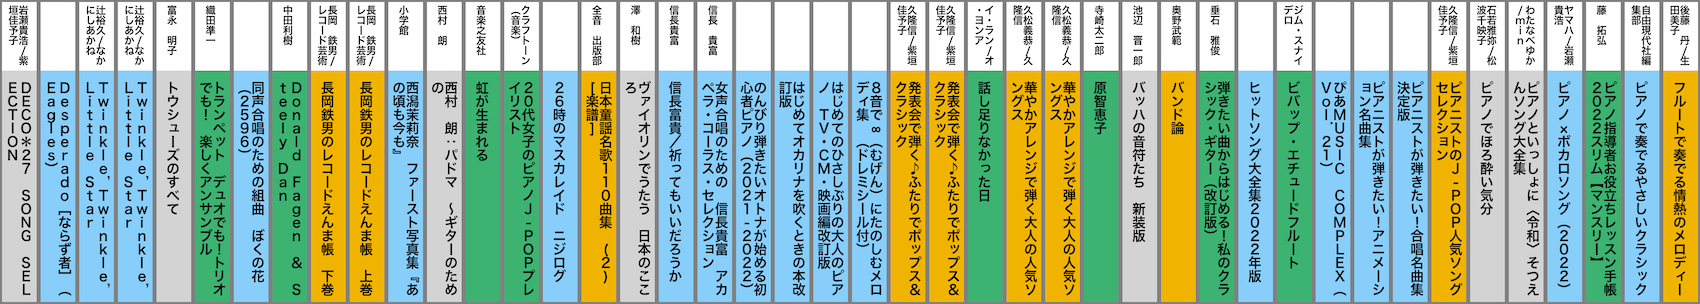 後藤　丹／生
田美子
フルートで奏でる情熱のメロディー
自由現代社編
集部
ピアノで奏でるやさしいクラシック
藤　拓弘
ピアノ指導者お役立ちレッスン手帳
２０２２スリム【マンスリー】
ヤマハ／岩瀬
貴浩
ピアノ×ボカロソング（２０２２）
わたなべゆか
／ｍｉｎ
ピアノといっしょに〈令和〉そつえ
んソング大全集
石若雅弥／松
波千映子
ピアノでほろ酔い気分
久隆信／紫垣
佳予子
ピアニストのＪ‐ＰＯＰ人気ソング
セレクション
ピアニストが弾きたい！合唱名曲集
決定版
ピアニストが弾きたい！アニメーシ
ョン名曲集
ぴあＭＵＳＩＣ　ＣＯＭＰＬＥＸ（
Ｖｏｌ．２１）
ジム・スナイ
デロ
ビバップ・エチュードフルート
ヒットソング大全集２０２２年版
垂石　雅俊
弾きたい曲からはじめる！私のクラ
シック・ギター（改訂版）
奥野武範
バンド論
池辺　晋一郎
バッハの音符たち　新装版
寺崎太二郎
原智恵子
久松義恭／久
隆信
華やかアレンジで弾く大人の人気ソ
ングス
久松義恭／久
隆信
華やかアレンジで弾く大人の人気ソ
ングス
イ・ラン／オ
・ヨンア
話し足りなかった日
久隆信／紫垣
佳予子
発表会で弾く♪ふたりでポップス＆
クラシック
久隆信／紫垣
佳予子
発表会で弾く♪ふたりでポップス＆
クラシック
８音で∞（むげん）にたのしむメロ
ディ集　（ドレミシール付）
はじめてのひさしぶりの大人のピア
ノ　ＴＶ・ＣＭ・映画編改訂版
はじめてオカリナを吹くときの本改
訂版
のんびり弾きたいオトナが始める初
心者ピアノ（２０２１‐２０２２）
信長　貴富
女声合唱のための　信長貴富　アカ
ペラ・コーラス・セレクション
信長貴富
信長貴富／祈ってもいいだろうか
澤　和樹
ヴァイオリンでうたう　日本のここ
ろ
全音　出版部
日本童謡名歌１１０曲集　（２）
［楽譜］
２６時のマスカレイド　ニジログ
クラフトーン
（音楽）
２０代女子のピアノＪ‐ＰＯＰプレ
イリスト
音楽之友社
虹が生まれる
西村　朗
西村　朗：パドマ　～ギターのため
の
小学館
西潟茉莉奈　ファースト写真集『あ
の頃も今も』
長岡　鉄男／
レコード芸術
長岡鉄男のレコードえんま帳　上巻
長岡　鉄男／
レコード芸術
長岡鉄男のレコードえんま帳　下巻
中田利樹
Ｄｏｎａｌｄ　Ｆａｇｅｎ　＆　Ｓ
ｔｅｅｌｙ　Ｄａｎ
同声合唱のための組曲　ぼくの花
（２５９６）
織田準一
トランペット　デュオでも！トリオ
でも！　楽しくアンサンブル
富永　明子
トウシューズのすべて
辻裕久／なか
にしあかね
Ｔｗｉｎｋｌｅ，Ｔｗｉｎｋｌｅ，
Ｌｉｔｔｌｅ　Ｓｔａｒ
辻裕久／なか
にしあかね
Ｔｗｉｎｋｌｅ，Ｔｗｉｎｋｌｅ，
Ｌｉｔｔｌｅ　Ｓｔａｒ
Ｄｅｓｐｅｒａｄｏ［ならず者］（
Ｅａｇｌｅｓ）
岩瀬貴浩／紫
垣佳予子
ＤＥＣＯ＊２７　ＳＯＮＧ　ＳＥＬ
ＥＣＴＩＯＮ